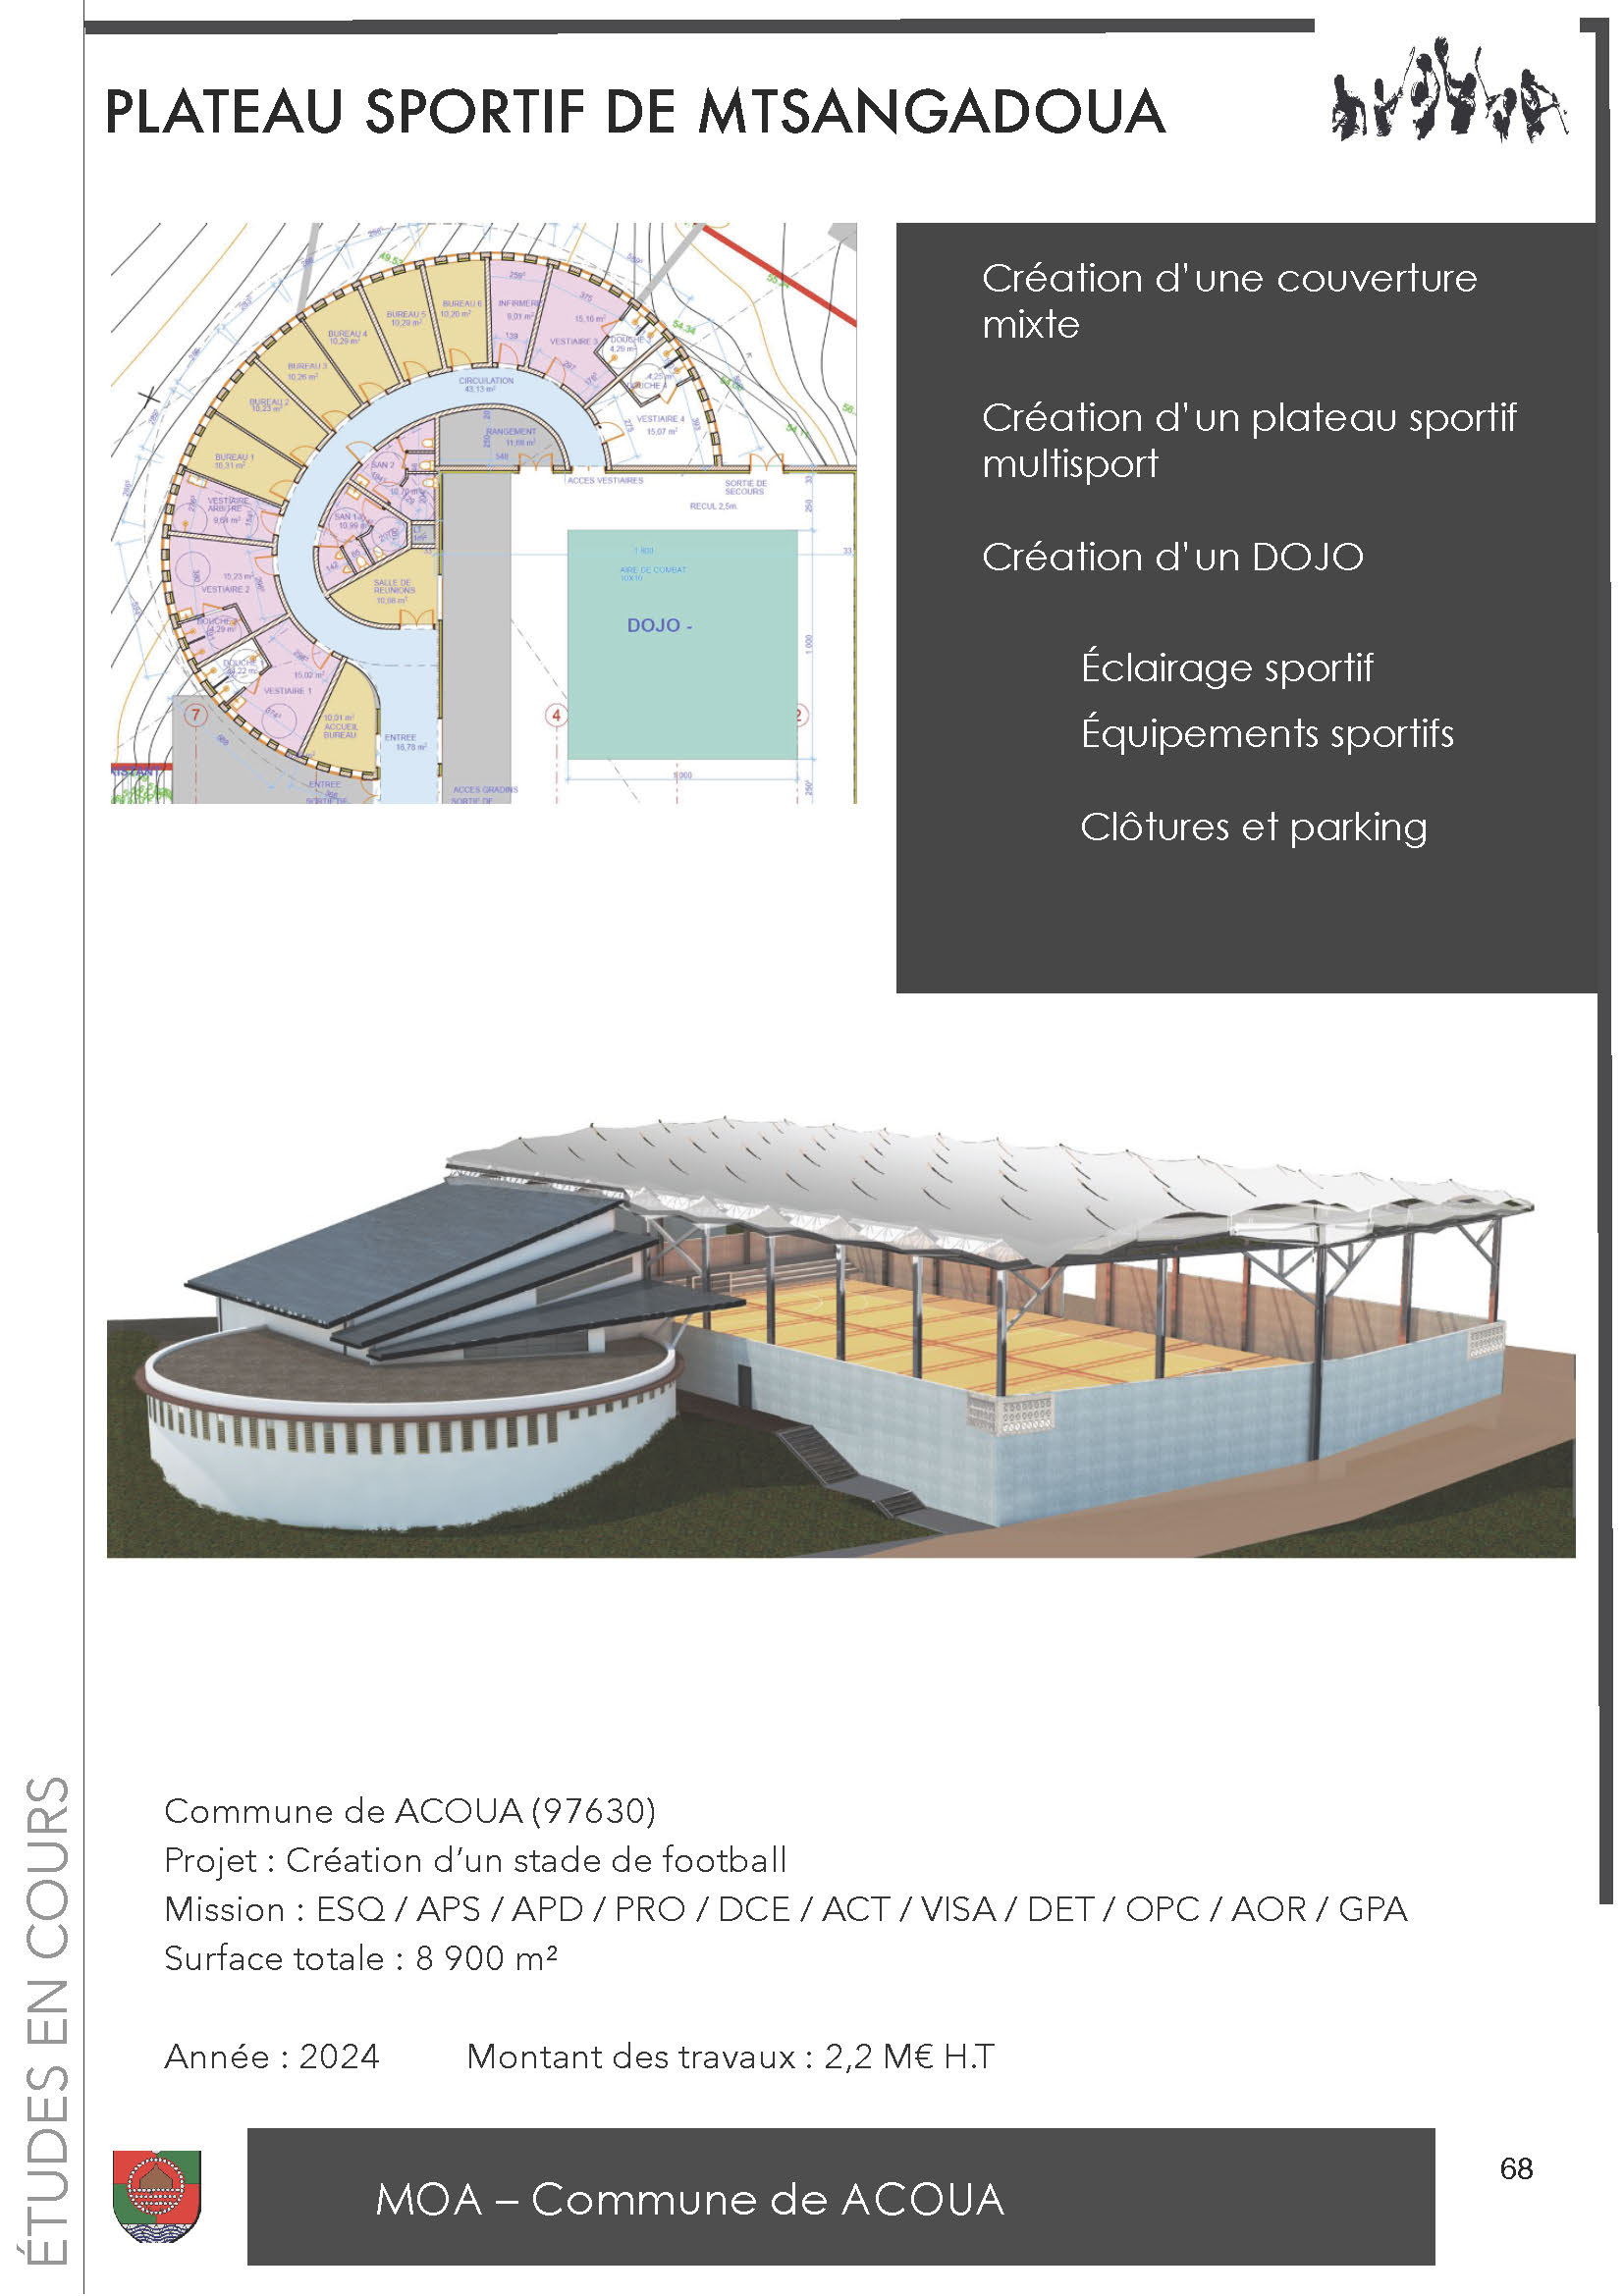 PLATEAU SPORTIF DE MTSANGADOUA
Création d'une couverture
mixte
Création d'un plateau sportif
multisport
Création d'un DOJO
Éclairage sportif
Équipements sportifs
Clôtures et parking
BUREAU 6
10,26 m²
INFIRMERIE
9,01 m²
15,16 m²
VESTIAIRE 3
BUREAU 5
10,29 m²
BUREAU 4
10,29 m²
BUREAU 3
10,26 m²
BUREAU 2
10,23 m²
BUREAU 1
10,31 m²
DOUCHE
4,29 m²
4,25 m²
DOUCHE 4
VESTIAIRE 4
15,07 m²
CIRCULATION
43,13 m²
RANGEMENT
11,66 m²
548
SAN 2
SAN 1
10,99 m²
VESTIAIRE
ARBITRE
9,64 m²
15,23 m²
VESTIAIRE 2
SALLE DE
REUNIONS
10,66 m²
ACCES VESTIAIRES
SORTIE DE
SECOURS
RECUL 2,5m.
AIRE DE COMBAT
10X10
DOJO -
DOUCHE
4,29 m²
4,22 m²
15,02 m²
VESTIAIRE 1
10,01 m²
ACCUEIL
BUREAU
ENTREE
16,78 m²
7
4
2
ENTREE
SORTIE DE
ACCES GRADINS
SORTIE DE
ÉTUDES EN COURS
Commune de ACOUA (97630)
Projet : Création d'un stade de football
Mission : ESQ / APS / APD / PRO / DCE / ACT / VISA / DET / OPC / AOR / GPA
Surface totale : 8 900 m²
Année : 2024 Montant des travaux : 2,2 M€ H.T
MOA – Commune de ACOUA
68